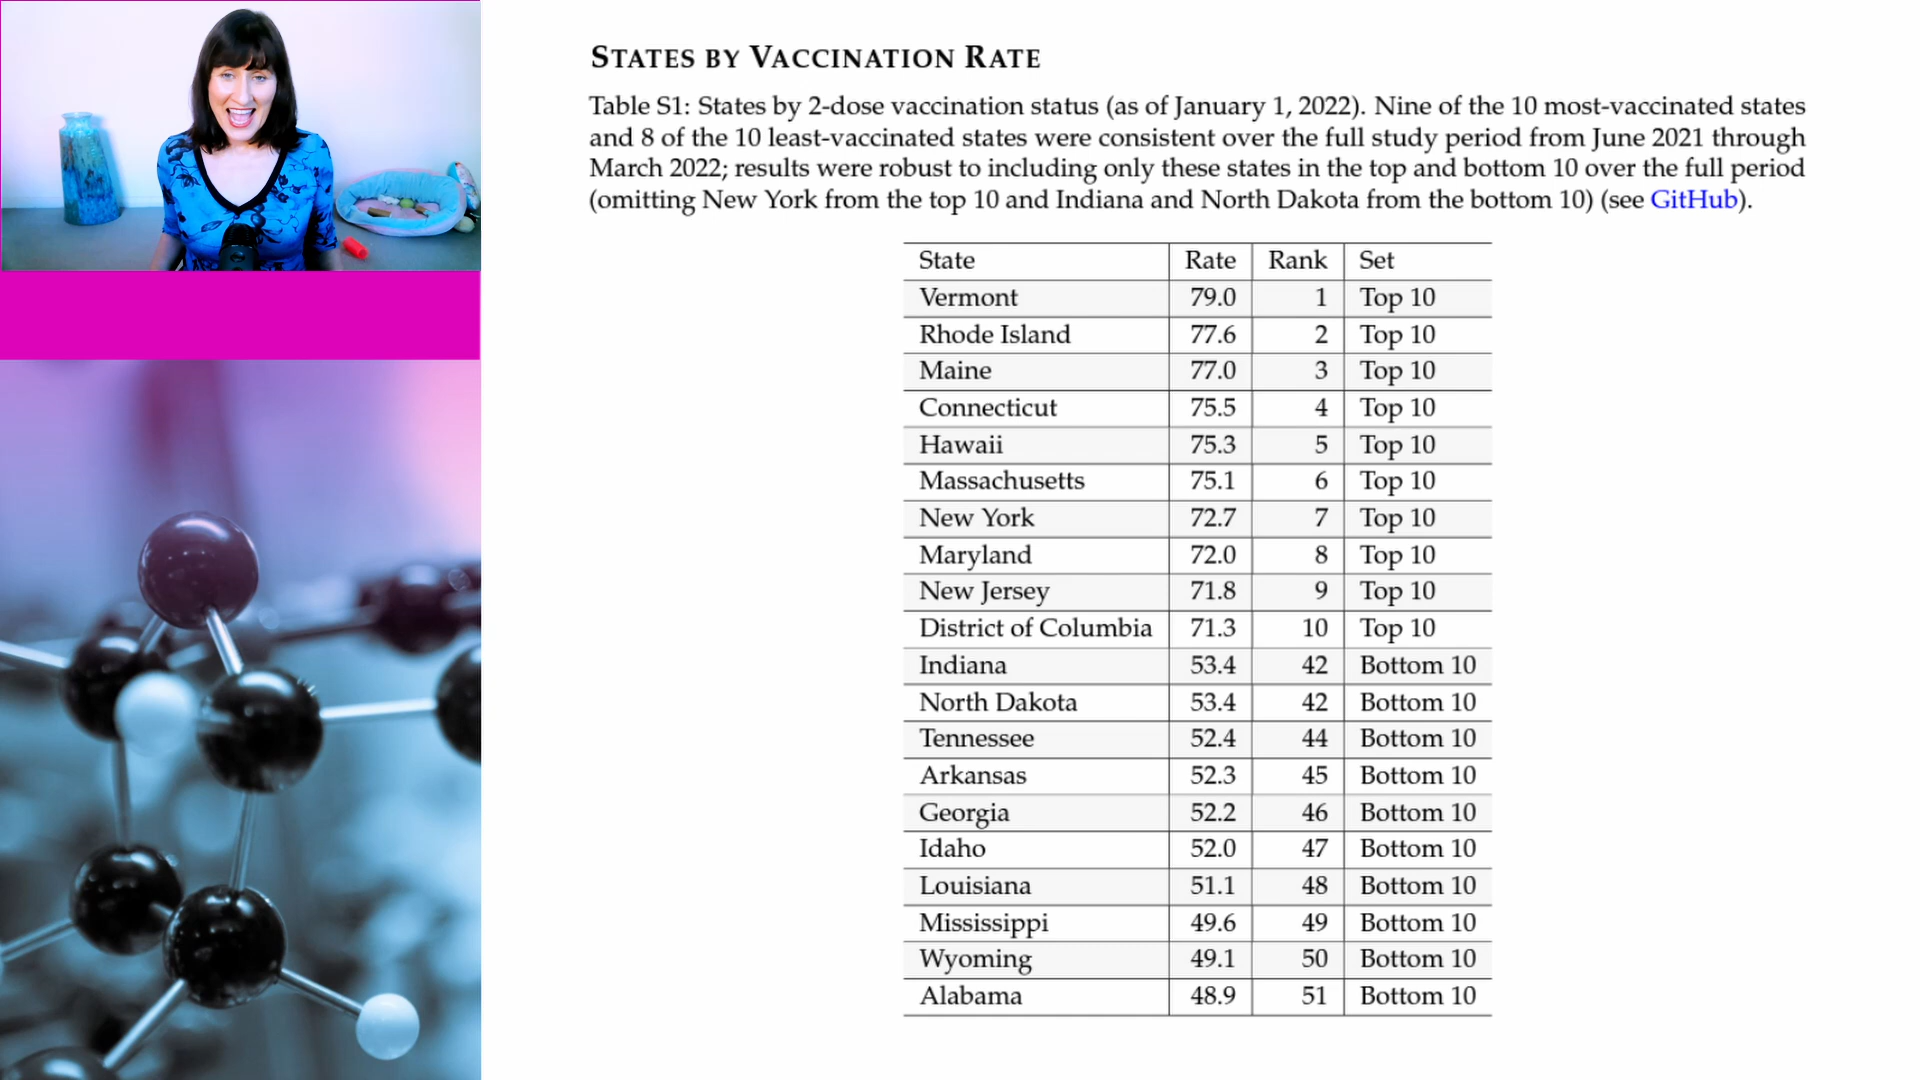 STATES BY VACCINATION RATE
Table S1: States by 2-dose vaccination status (as of January 1, 2022). Nine of the 10 most-vaccinated states
and 8 of the 10 least-vaccinated states were consistent over the full study period from June 2021 through
March 2022; results were robust to including only these states in the top and bottom 10 over the full period
(omitting New York from the top 10 and Indiana and North Dakota from the bottom 10) (see GitHub).
State Rate Rank Set
Vermont 79.0 1 Top 10
Rhode Island 77.6 2 Top 10
Maine 77.0 3 Top 10
Connecticut 75.5 4 Top 10
Hawaii 75.3 5 Top 10
Massachusetts 75.1 6 Top 10
New York 72.7 7 Top 10
Maryland 72.0 8 Top 10
New Jersey 71.8 9 Top 10
District of Columbia 71.3 10 Top 10
Indiana 53.4 42 Bottom 10
North Dakota 53.4 42 Bottom 10
Tennessee 52.4 44 Bottom 10
Arkansas 52.3 45 Bottom 10
Georgia 52.2 46 Bottom 10
Idaho 52.0 47 Bottom 10
Louisiana 51.1 48 Bottom 10
Mississippi 49.6 49 Bottom 10
Wyoming 49.1 50 Bottom 10
Alabama 48.9 51 Bottom 10